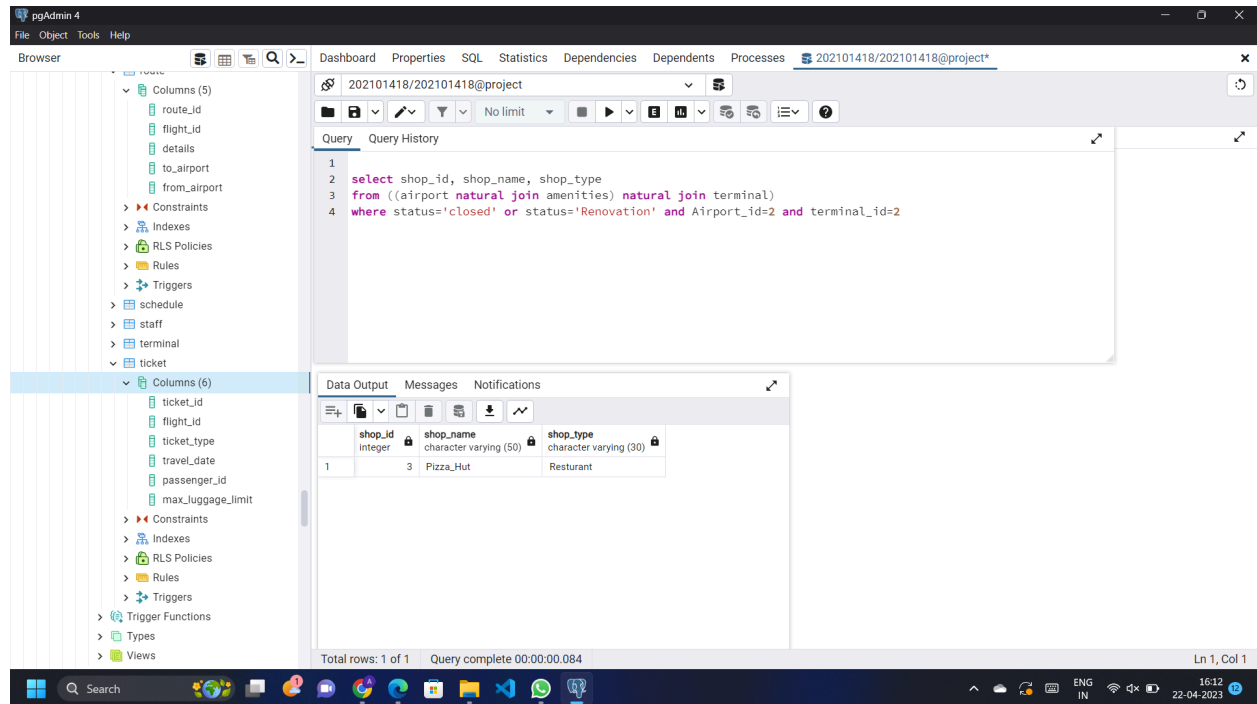 pgAdmin 4
File Object Tools Help
Browser
Dashboard Properties SQL Statistics Dependencies Dependents Processes 202101418/202101418@project*
route
Columns (5)
route_id
flight_id
details
to_airport
from_airport
Constraints
Indexes
RLS Policies
Rules
Triggers
schedule
staff
terminal
ticket
Columns (6)
ticket_id
flight_id
ticket_type
travel_date
passenger_id
max_luggage_limit
Constraints
Indexes
RLS Policies
Rules
Triggers
Trigger Functions
Types
Views
202101418/202101418@project
No limit
E
Query Query History
1
2 select shop_id, shop_name, shop_type
3 from ((airport natural join amenities) natural join terminal)
4 where status='closed' or status='Renovation' and Airport_id=2 and terminal_id=2
Data Output Messages Notifications
shop_id shop_name shop_type
integer character varying (50) character varying (30)
1 3 Pizza_Hut Resturant
Total rows: 1 of 1 Query complete 00:00:00.084 Ln 1, Col 1
Search
1
ENG
IN
16:12
22-04-2023
12